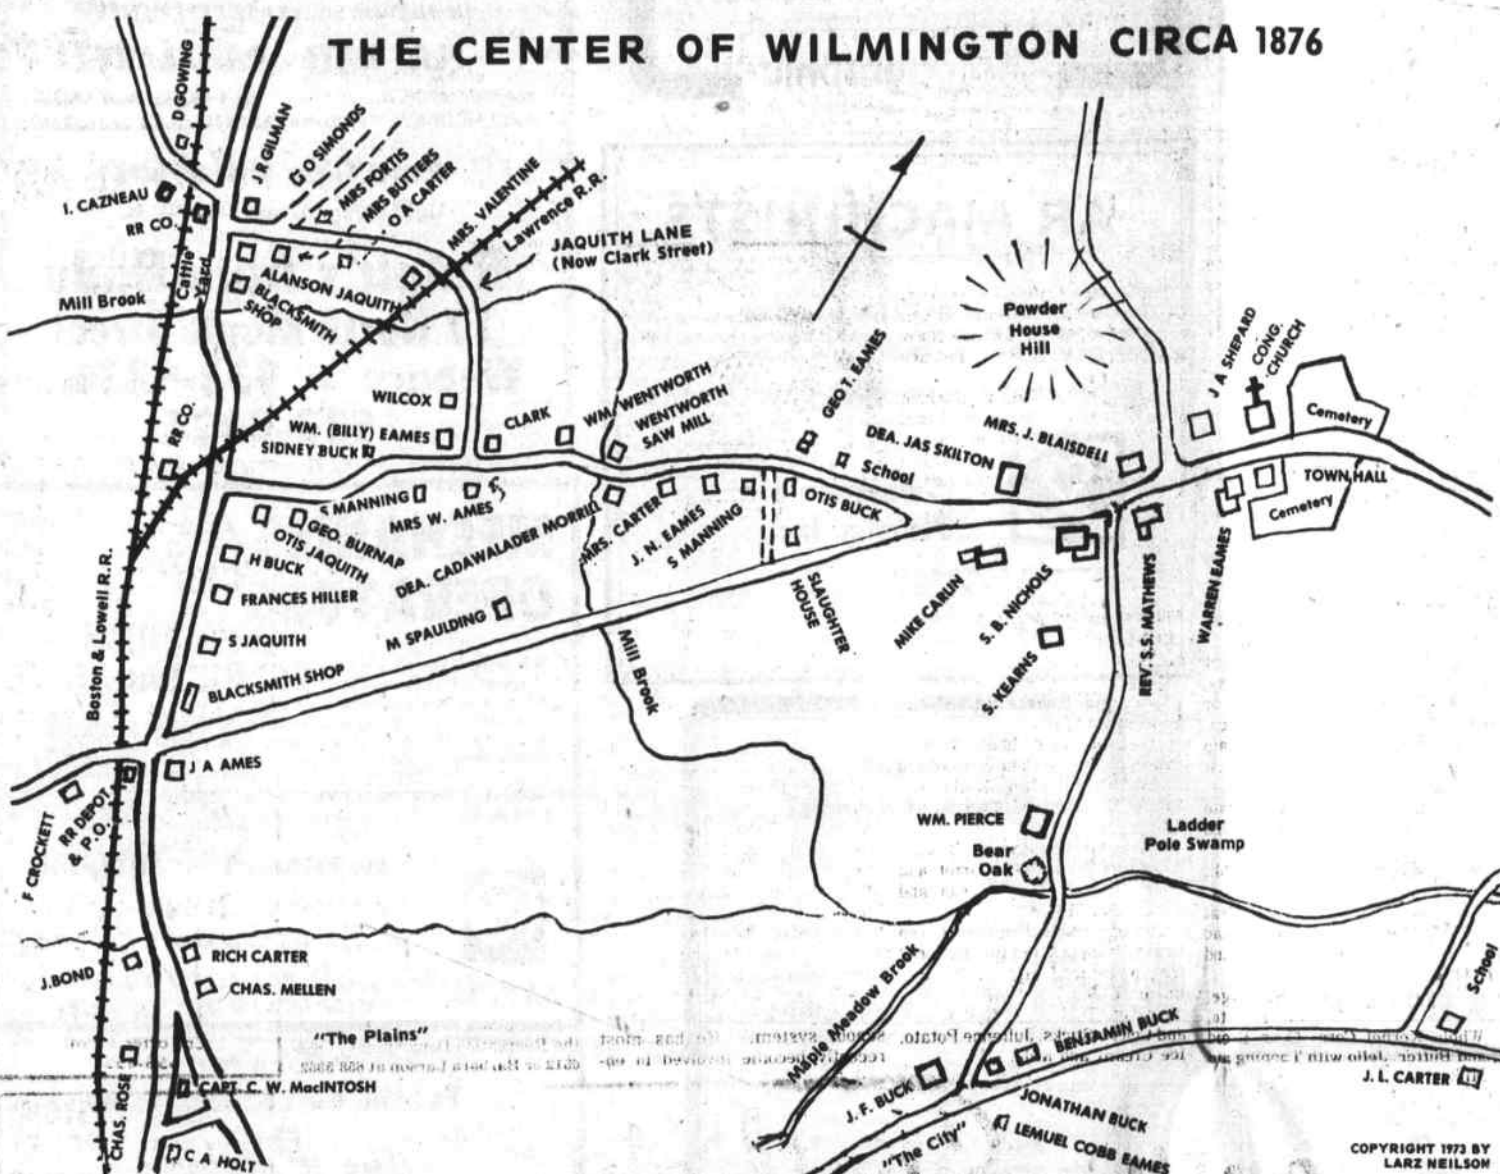 THE CENTER OF WILMINGTON CIRCA 1876
D GOWING
J R GILMAN
G O SIMONDS
MRS FORTIS
MRS BUTTERS
O A CARTER
MRS. VALENTINE
Lawrence R.R.
I. CAZNEAU
RR CO.
Cattle
Yard
JAQUITH LANE
(Now Clark Street)
ALANSON JAQUITH
BLACKSMITH
SHOP
Mill Brook
Powder
House
Hill
GEO T. EAMES
J A SHEPARD
CONG.
CHURCH
Cemetery
WILCOX
CLARK
WM. WENTWORTH
WENTWORTH
SAW MILL
RR CO.
WM. (BILLY) EAMES
SIDNEY BUCK
DEA. JAS SKILTON
MRS. J. BLAISDELL
School
TOWN HALL
Cemetery
S MANNING
MRS W. AMES
GEO. BURNAP
OTIS JAQUITH
H BUCK
DEA. CADAWALADER MORRILL
MRS. CARTER
J. N. EAMES
S MANNING
OTIS BUCK
FRANCES HILLER
SLAUGHTER
HOUSE
MIKE CARLIN
S. B. NICHOLS
REV. S.S. MATHEWS
WARREN EAMES
S JAQUITH
M SPAULDING
Mill Brook
S. KEARNS
Boston & Lowell R.R.
BLACKSMITH SHOP
J A AMES
F CROCKETT
RR DEPOT
& P.O.
WM. PIERCE
Bear
Oak
Ladder
Pole Swamp
J. BOND
RICH CARTER
CHAS. MELLEN
Maple Meadow Brook
School
"The Plains"
BENJAMIN BUCK
CHAS. ROSE
CAPT. C. W. MacINTOSH
J. F. BUCK
J. L. CARTER
JONATHAN BUCK
LEMUEL COBB EAMES
"The City"
C A HOLT
COPYRIGHT 1973 BY
LARZ NEILSON